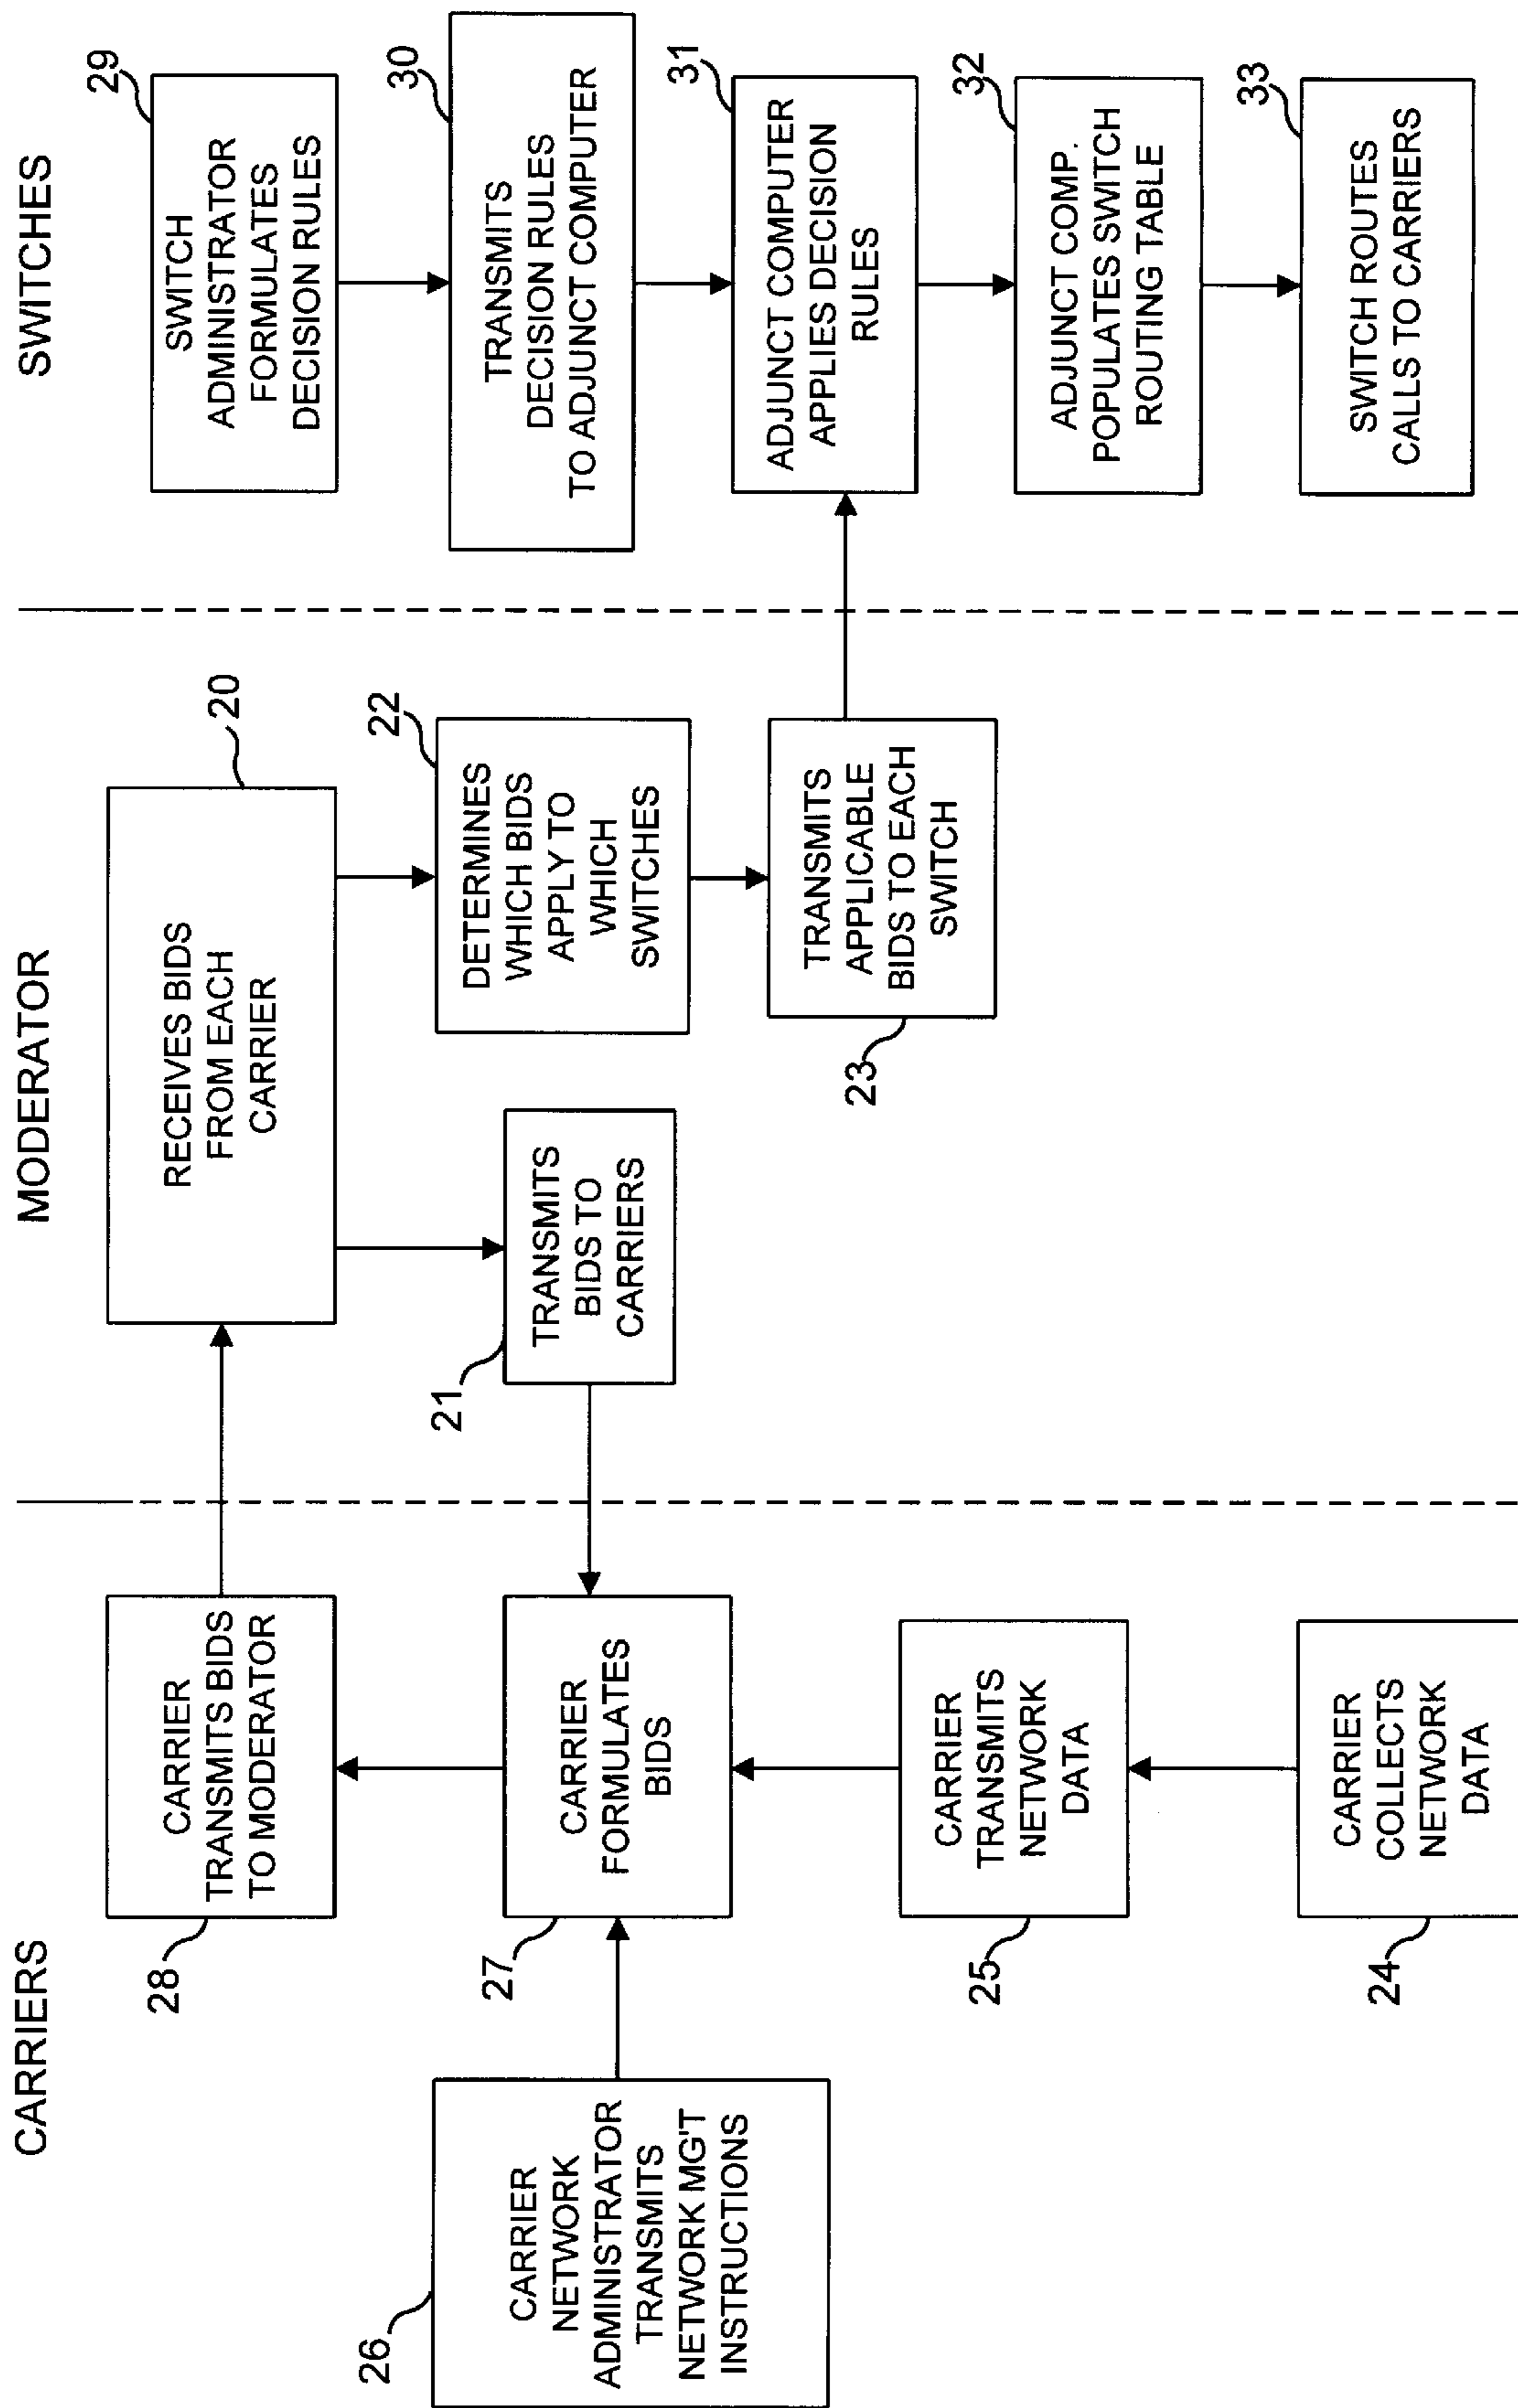 CARRIERS
MODERATOR
SWITCHES
28
CARRIER
TRANSMITS BIDS
TO MODERATOR
26
CARRIER
NETWORK
ADMINISTRATOR
TRANSMITS
NETWORK MG'T
INSTRUCTIONS
27
CARRIER
FORMULATES
BIDS
25
CARRIER
TRANSMITS
NETWORK
DATA
24
CARRIER
COLLECTS
NETWORK
DATA
20
RECEIVES BIDS
FROM EACH
CARRIER
21
TRANSMITS
BIDS TO
CARRIERS
22
DETERMINES
WHICH BIDS
APPLY TO
WHICH
SWITCHES
23
TRANSMITS
APPLICABLE
BIDS TO EACH
SWITCH
29
SWITCH
ADMINISTRATOR
FORMULATES
DECISION RULES
30
TRANSMITS
DECISION RULES
TO ADJUNCT COMPUTER
31
ADJUNCT COMPUTER
APPLIES DECISION
RULES
32
ADJUNCT COMP.
POPULATES SWITCH
ROUTING TABLE
33
SWITCH ROUTES
CALLS TO CARRIERS